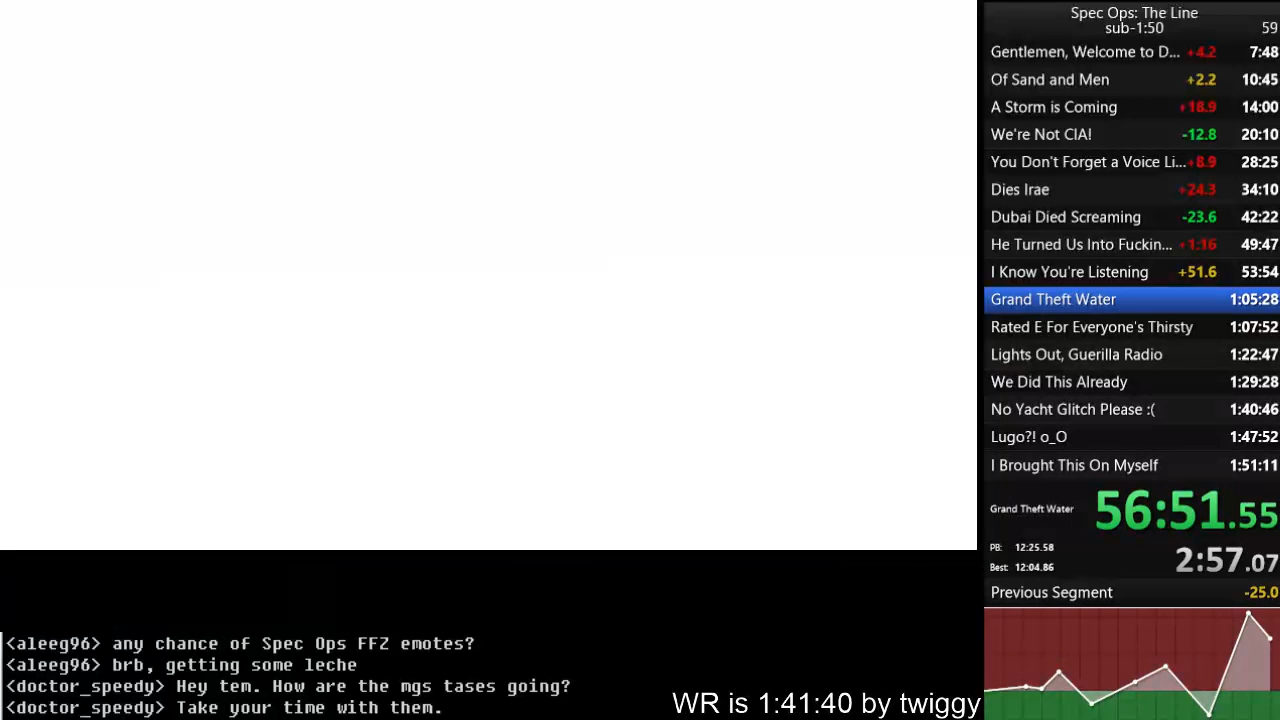 Spec Ops: The Line
sub-1:50 59
Gentlemen, Welcome to D... +4.2 7:48
Of Sand and Men +2.2 10:45
A Storm is Coming +18.9 14:00
We're Not CIA! -12.8 20:10
You Don't Forget a Voice Li... +8.9 28:25
Dies Irae +24.3 34:10
Dubai Died Screaming -23.6 42:22
He Turned Us Into Fuckin... +1:16 49:47
I Know You're Listening +51.6 53:54
Grand Theft Water 1:05:28
Rated E For Everyone's Thirsty 1:07:52
Lights Out, Guerilla Radio 1:22:47
We Did This Already 1:29:28
No Yacht Glitch Please :( 1:40:46
Lugo?! o_O 1:47:52
I Brought This On Myself 1:51:11
Grand Theft Water 56:51.55
PB: 12:25.58
Best: 12:04.86
2:57.07
Previous Segment -25.0
<aleeg96> any chance of Spec Ops FFZ emotes?
<aleeg96> brb, getting some leche
<doctor_speedy> Hey tem. How are the mgs tases going?
<doctor_speedy> Take your time with them.
WR is 1:41:40 by twiggy